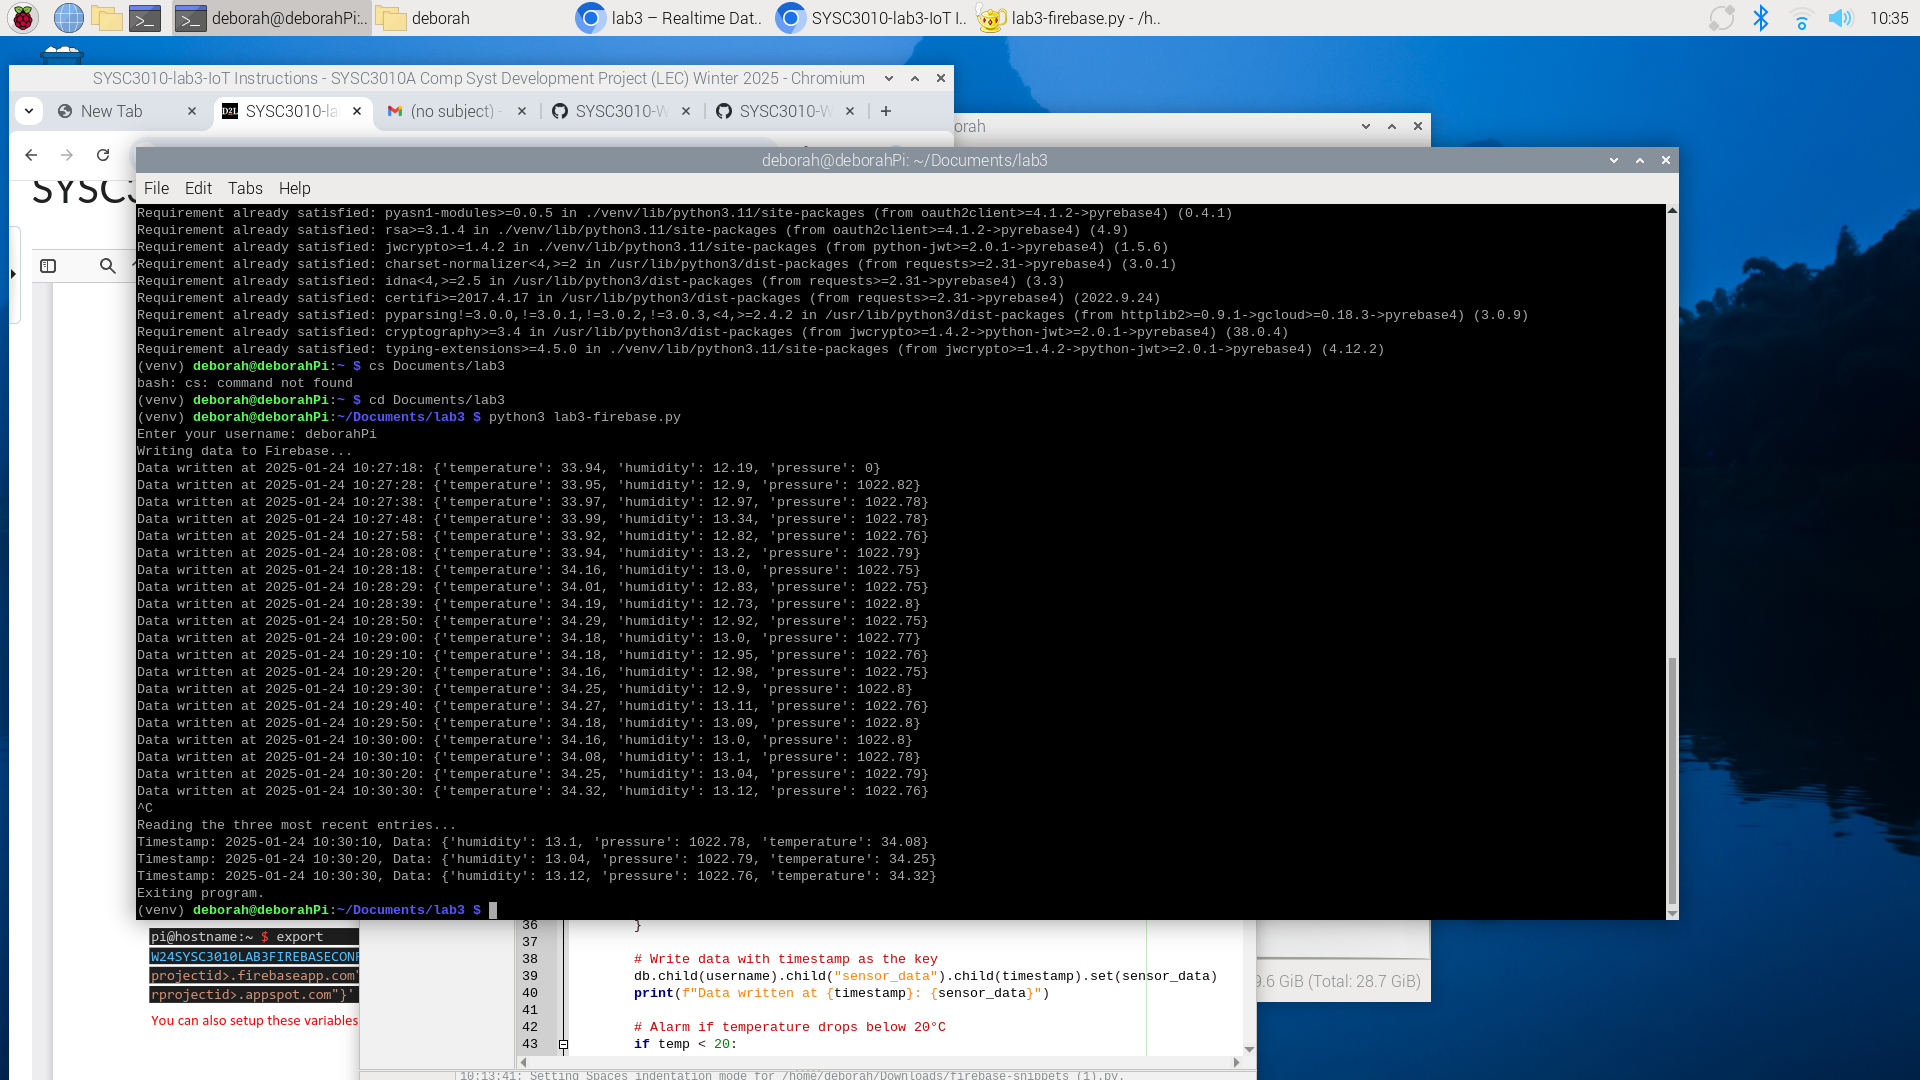 deborah@deborahPi:..
deborah
lab3 – Realtime Dat..
SYSC3010-lab3-IoT I..
lab3-firebase.py - /h..
10:35
SYSC3010-lab3-IoT Instructions - SYSC3010A Comp Syst Development Project (LEC) Winter 2025 - Chromium
New Tab
D2L
SYSC3010-la
(no subject) -
SYSC3010-W
SYSC3010-W
orah
deborah@deborahPi: ~/Documents/lab3
SYSC3
File Edit Tabs Help
Requirement already satisfied: pyasn1-modules>=0.0.5 in ./venv/lib/python3.11/site-packages (from oauth2client>=4.1.2->pyrebase4) (0.4.1)
Requirement already satisfied: rsa>=3.1.4 in ./venv/lib/python3.11/site-packages (from oauth2client>=4.1.2->pyrebase4) (4.9)
Requirement already satisfied: jwcrypto>=1.4.2 in ./venv/lib/python3.11/site-packages (from python-jwt>=2.0.1->pyrebase4) (1.5.6)
Requirement already satisfied: charset-normalizer<4,>=2 in /usr/lib/python3/dist-packages (from requests>=2.31->pyrebase4) (3.0.1)
Requirement already satisfied: idna<4,>=2.5 in /usr/lib/python3/dist-packages (from requests>=2.31->pyrebase4) (3.3)
Requirement already satisfied: certifi>=2017.4.17 in /usr/lib/python3/dist-packages (from requests>=2.31->pyrebase4) (2022.9.24)
Requirement already satisfied: pyparsing!=3.0.0,!=3.0.1,!=3.0.2,!=3.0.3,<4,>=2.4.2 in /usr/lib/python3/dist-packages (from httplib2>=0.9.1->gcloud>=0.18.3->pyrebase4) (3.0.9)
Requirement already satisfied: cryptography>=3.4 in /usr/lib/python3/dist-packages (from jwcrypto>=1.4.2->python-jwt>=2.0.1->pyrebase4) (38.0.4)
Requirement already satisfied: typing-extensions>=4.5.0 in ./venv/lib/python3.11/site-packages (from jwcrypto>=1.4.2->python-jwt>=2.0.1->pyrebase4) (4.12.2)
(venv) deborah@deborahPi:~ $ cs Documents/lab3
bash: cs: command not found
(venv) deborah@deborahPi:~ $ cd Documents/lab3
(venv) deborah@deborahPi:~/Documents/lab3 $ python3 lab3-firebase.py
Enter your username: deborahPi
Writing data to Firebase...
Data written at 2025-01-24 10:27:18: {'temperature': 33.94, 'humidity': 12.19, 'pressure': 0}
Data written at 2025-01-24 10:27:28: {'temperature': 33.95, 'humidity': 12.9, 'pressure': 1022.82}
Data written at 2025-01-24 10:27:38: {'temperature': 33.97, 'humidity': 12.97, 'pressure': 1022.78}
Data written at 2025-01-24 10:27:48: {'temperature': 33.99, 'humidity': 13.34, 'pressure': 1022.78}
Data written at 2025-01-24 10:27:58: {'temperature': 33.92, 'humidity': 12.82, 'pressure': 1022.76}
Data written at 2025-01-24 10:28:08: {'temperature': 33.94, 'humidity': 13.2, 'pressure': 1022.79}
Data written at 2025-01-24 10:28:18: {'temperature': 34.16, 'humidity': 13.0, 'pressure': 1022.75}
Data written at 2025-01-24 10:28:29: {'temperature': 34.01, 'humidity': 12.83, 'pressure': 1022.75}
Data written at 2025-01-24 10:28:39: {'temperature': 34.19, 'humidity': 12.73, 'pressure': 1022.8}
Data written at 2025-01-24 10:28:50: {'temperature': 34.29, 'humidity': 12.92, 'pressure': 1022.75}
Data written at 2025-01-24 10:29:00: {'temperature': 34.18, 'humidity': 13.0, 'pressure': 1022.77}
Data written at 2025-01-24 10:29:10: {'temperature': 34.18, 'humidity': 12.95, 'pressure': 1022.76}
Data written at 2025-01-24 10:29:20: {'temperature': 34.16, 'humidity': 12.98, 'pressure': 1022.75}
Data written at 2025-01-24 10:29:30: {'temperature': 34.25, 'humidity': 12.9, 'pressure': 1022.8}
Data written at 2025-01-24 10:29:40: {'temperature': 34.27, 'humidity': 13.11, 'pressure': 1022.76}
Data written at 2025-01-24 10:29:50: {'temperature': 34.18, 'humidity': 13.09, 'pressure': 1022.8}
Data written at 2025-01-24 10:30:00: {'temperature': 34.16, 'humidity': 13.0, 'pressure': 1022.8}
Data written at 2025-01-24 10:30:10: {'temperature': 34.08, 'humidity': 13.1, 'pressure': 1022.78}
Data written at 2025-01-24 10:30:20: {'temperature': 34.25, 'humidity': 13.04, 'pressure': 1022.79}
Data written at 2025-01-24 10:30:30: {'temperature': 34.32, 'humidity': 13.12, 'pressure': 1022.76}
^C
Reading the three most recent entries...
Timestamp: 2025-01-24 10:30:10, Data: {'humidity': 13.1, 'pressure': 1022.78, 'temperature': 34.08}
Timestamp: 2025-01-24 10:30:20, Data: {'humidity': 13.04, 'pressure': 1022.79, 'temperature': 34.25}
Timestamp: 2025-01-24 10:30:30, Data: {'humidity': 13.12, 'pressure': 1022.76, 'temperature': 34.32}
Exiting program.
(venv) deborah@deborahPi:~/Documents/lab3 $
pi@hostname:~ $ export
W24SYSC3010LAB3FIREBASECONF
projectid>.firebaseapp.com"
rprojectid>.appspot.com"}'
You can also setup these variables
36 }
37
38 # Write data with timestamp as the key
39 db.child(username).child("sensor_data").child(timestamp).set(sensor_data)
40 print(f"Data written at {timestamp}: {sensor_data}")
41
42 # Alarm if temperature drops below 20°C
43 if temp < 20:
9.6 GiB (Total: 28.7 GiB)
10:13:41: Setting Spaces indentation mode for /home/deborah/Downloads/firebase-snippets (1).py.